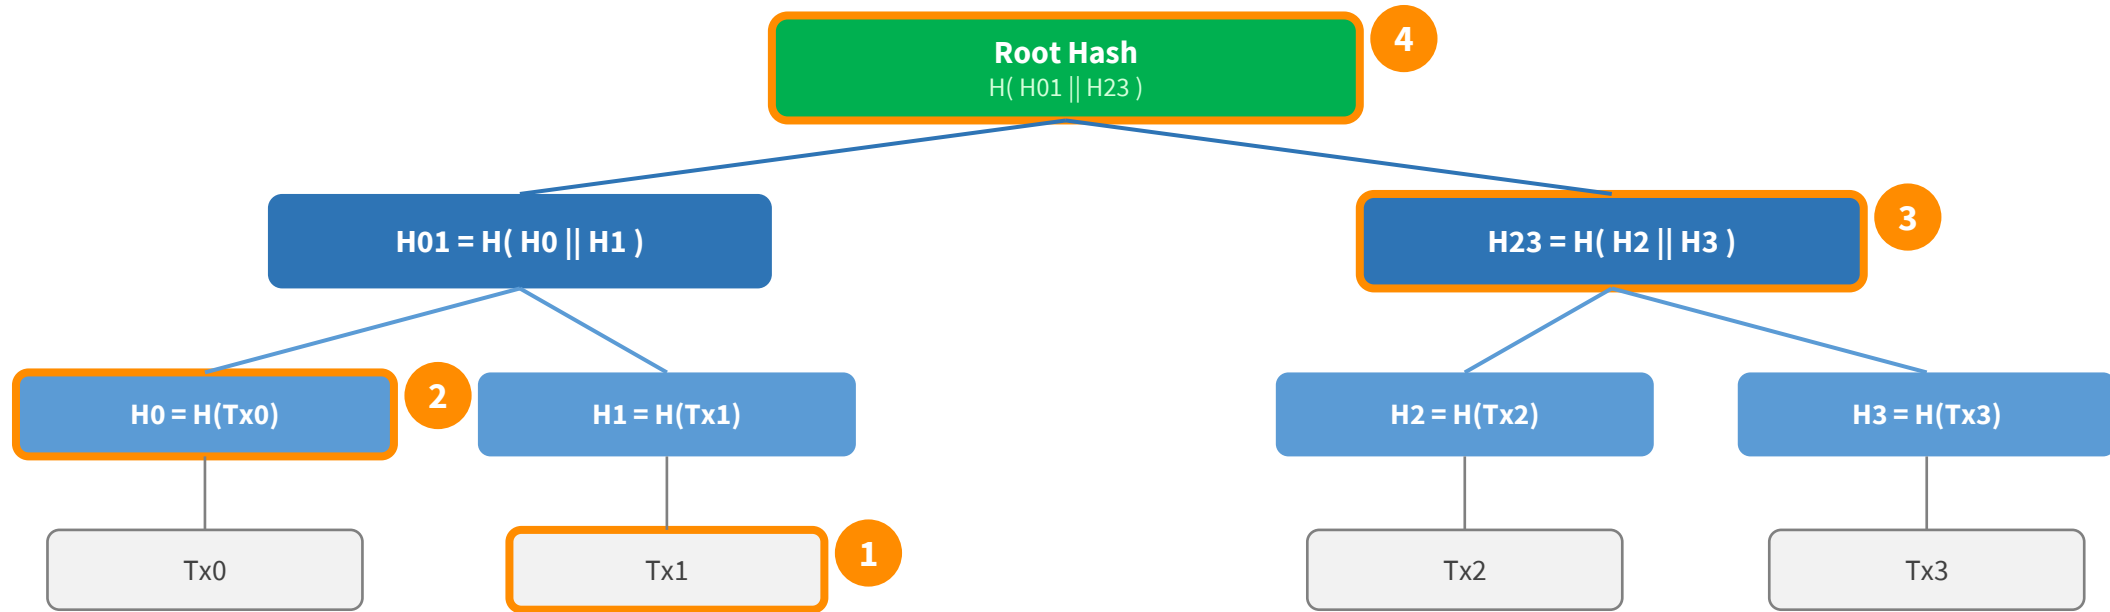 Root Hash
H( H01 || H23 )
4
H01 = H( H0 || H1 )
H23 = H( H2 || H3 )
3
H0 = H(Tx0)
2
H1 = H(Tx1)
H2 = H(Tx2)
H3 = H(Tx3)
Tx0
Tx1
1
Tx2
Tx3